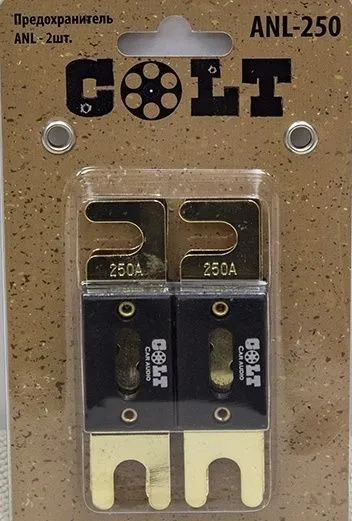 Предохранитель
ANL - 2шт.
ANL-250
COLT
250A
250A
COLT
CAR AUDIO
COLT
CAR AUDIO